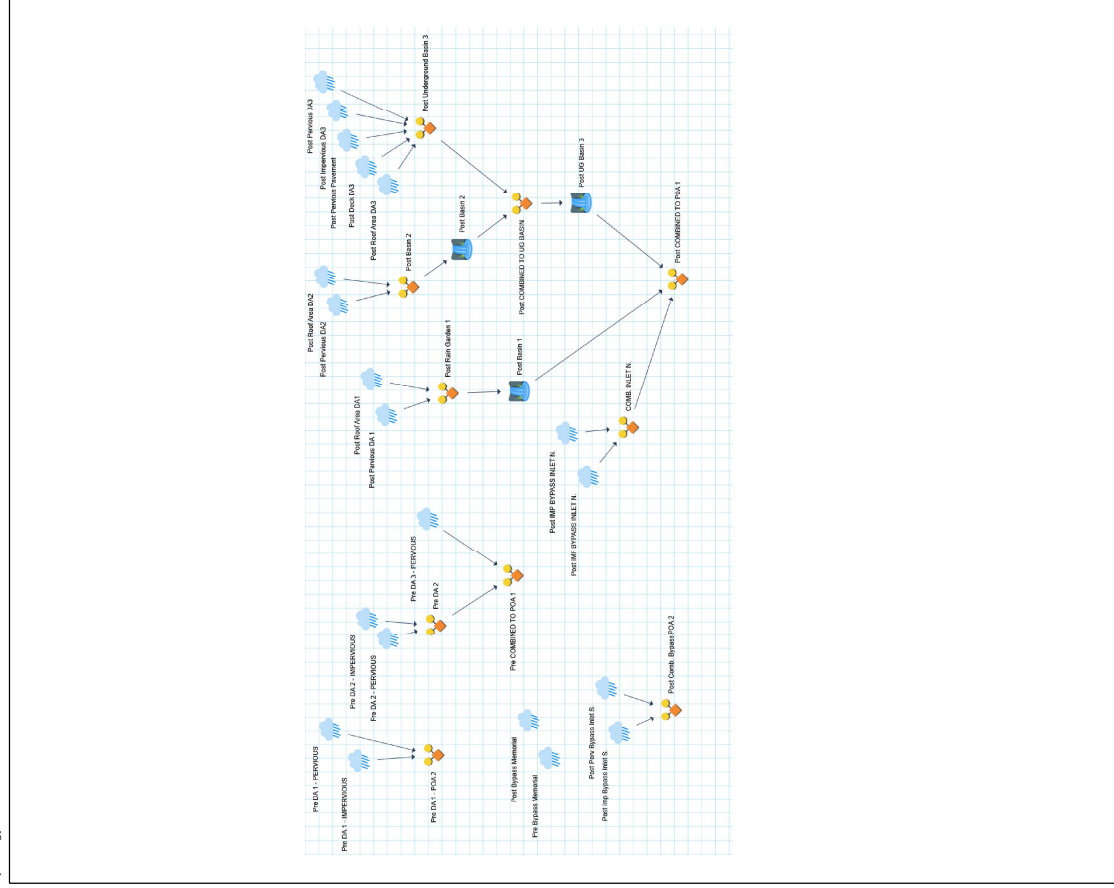 Pre DA 1 - PERVIOUS
Pre DA 1 - IMPERVIOUS
Pre DA 1 - POA 2
Pre DA 2 - IMPERVIOUS
Pre DA 2 - PERVIOUS
Pre DA 3 - PERVIOUS
Pre DA 2
Pre COMBINED TO POA 1
Post Bypass Memorial
Pre Bypass Memorial
Post Perv Bypass Inlet S.
Post Imp Bypass Inlet S.
Post Comb. Bypass POA 2
Post Roof Area DA1
Post Pervious DA 1
Post Rain Garden 1
Post Basin 1
Post IMP BYPASS INLET N.
Post IMP BYPASS INLET N.
COMB. INLET N.
Post Roof Area DA2
Post Pervious DA2
Post Basin 2
Post Basin 2
Post Pervious DA3
Post Impervious DA3
Post Pervious Pavement
Post Deck DA3
Post Roof Area DA3
Post Underground Basin 3
Post COMBINED TO UG BASIN
Post UG Basin 3
Post COMBINED TO POA 1